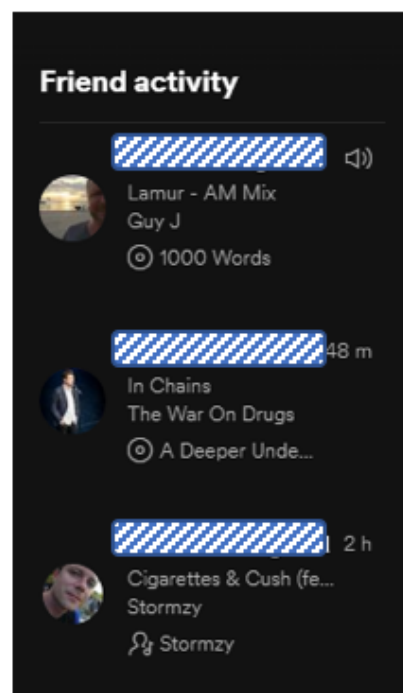 Friend activity
Lamur - AM Mix
Guy J
1000 Words
48 m
In Chains
The War On Drugs
A Deeper Unde...
2 h
Cigarettes & Cush (fe...
Stormzy
Stormzy